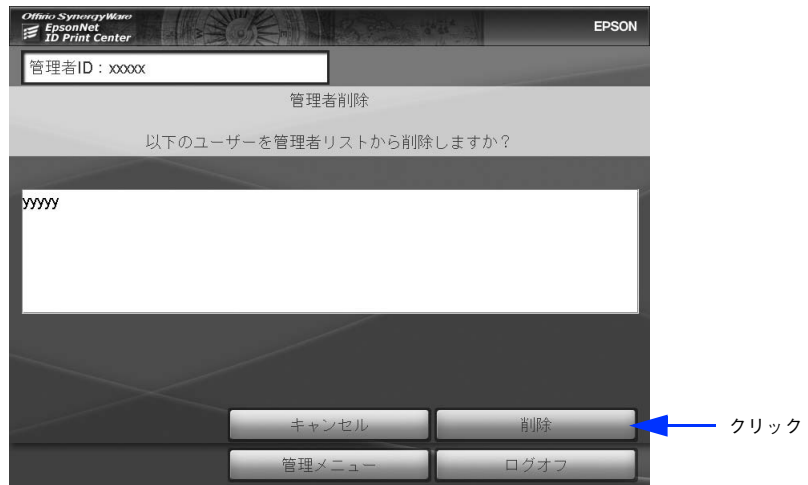 Offirio SynergyWare
EpsonNet
ID Print Center
EPSON
管理者ID：xxxxx
管理者削除
以下のユーザーを管理者リストから削除しますか？
yyyyy
キャンセル
削除
クリック
管理メニュー
ログオフ